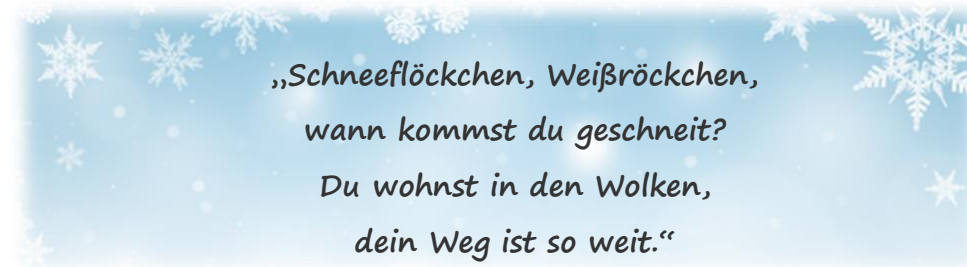 „Schneeflöckchen, Weißröckchen,
wann kommst du geschneit?
Du wohnst in den Wolken,
dein Weg ist so weit.“